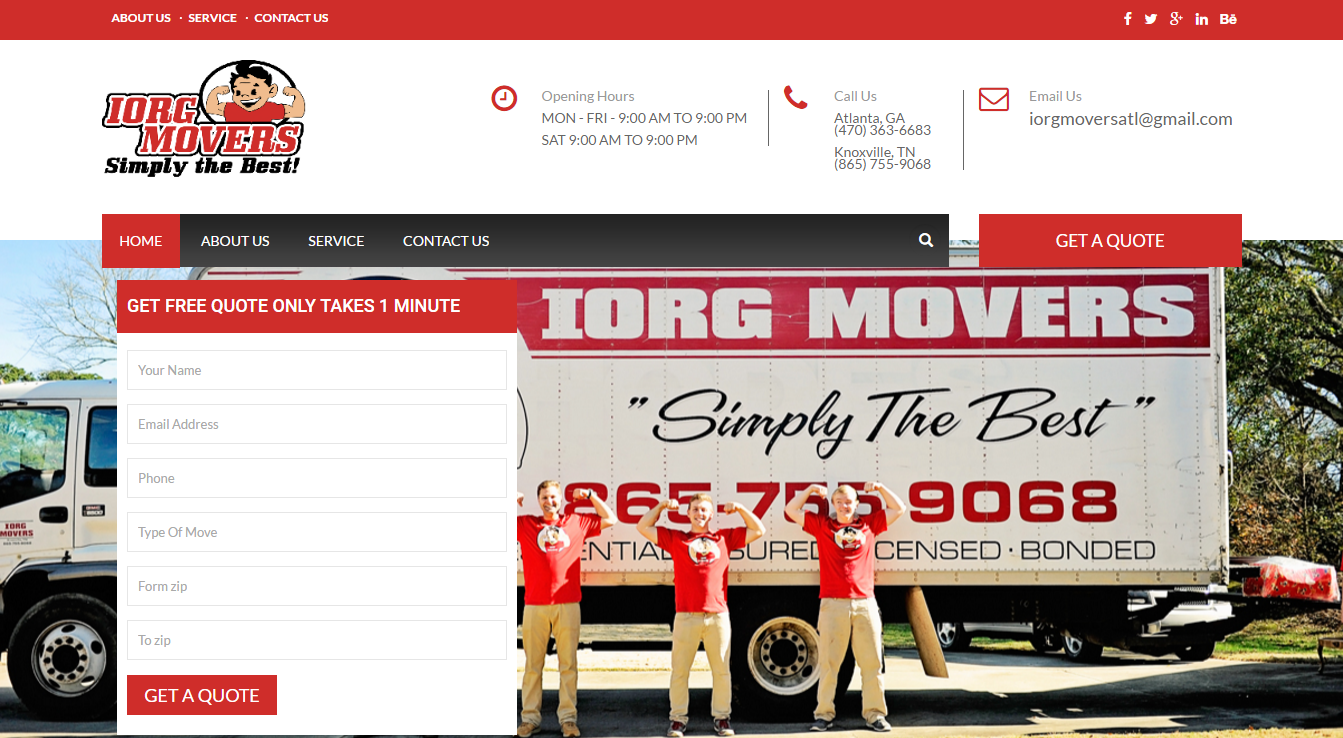 ABOUT US · SERVICE · CONTACT US
IORG
MOVERS
Simply the Best!
Opening Hours
MON - FRI - 9:00 AM TO 9:00 PM
SAT 9:00 AM TO 9:00 PM
Call Us
Atlanta, GA
(470) 363-6683
Knoxville, TN
(865) 755-9068
Email Us
iorgmoversatl@gmail.com
HOME ABOUT US SERVICE CONTACT US
GET A QUOTE
GET FREE QUOTE ONLY TAKES 1 MINUTE
Your Name
Email Address
Phone
Type Of Move
Form zip
To zip
GET A QUOTE
IORG MOVERS
"Simply The Best"
865-755-9068
ENTIAL SURED CENSED · BONDED
IORG
MOVERS